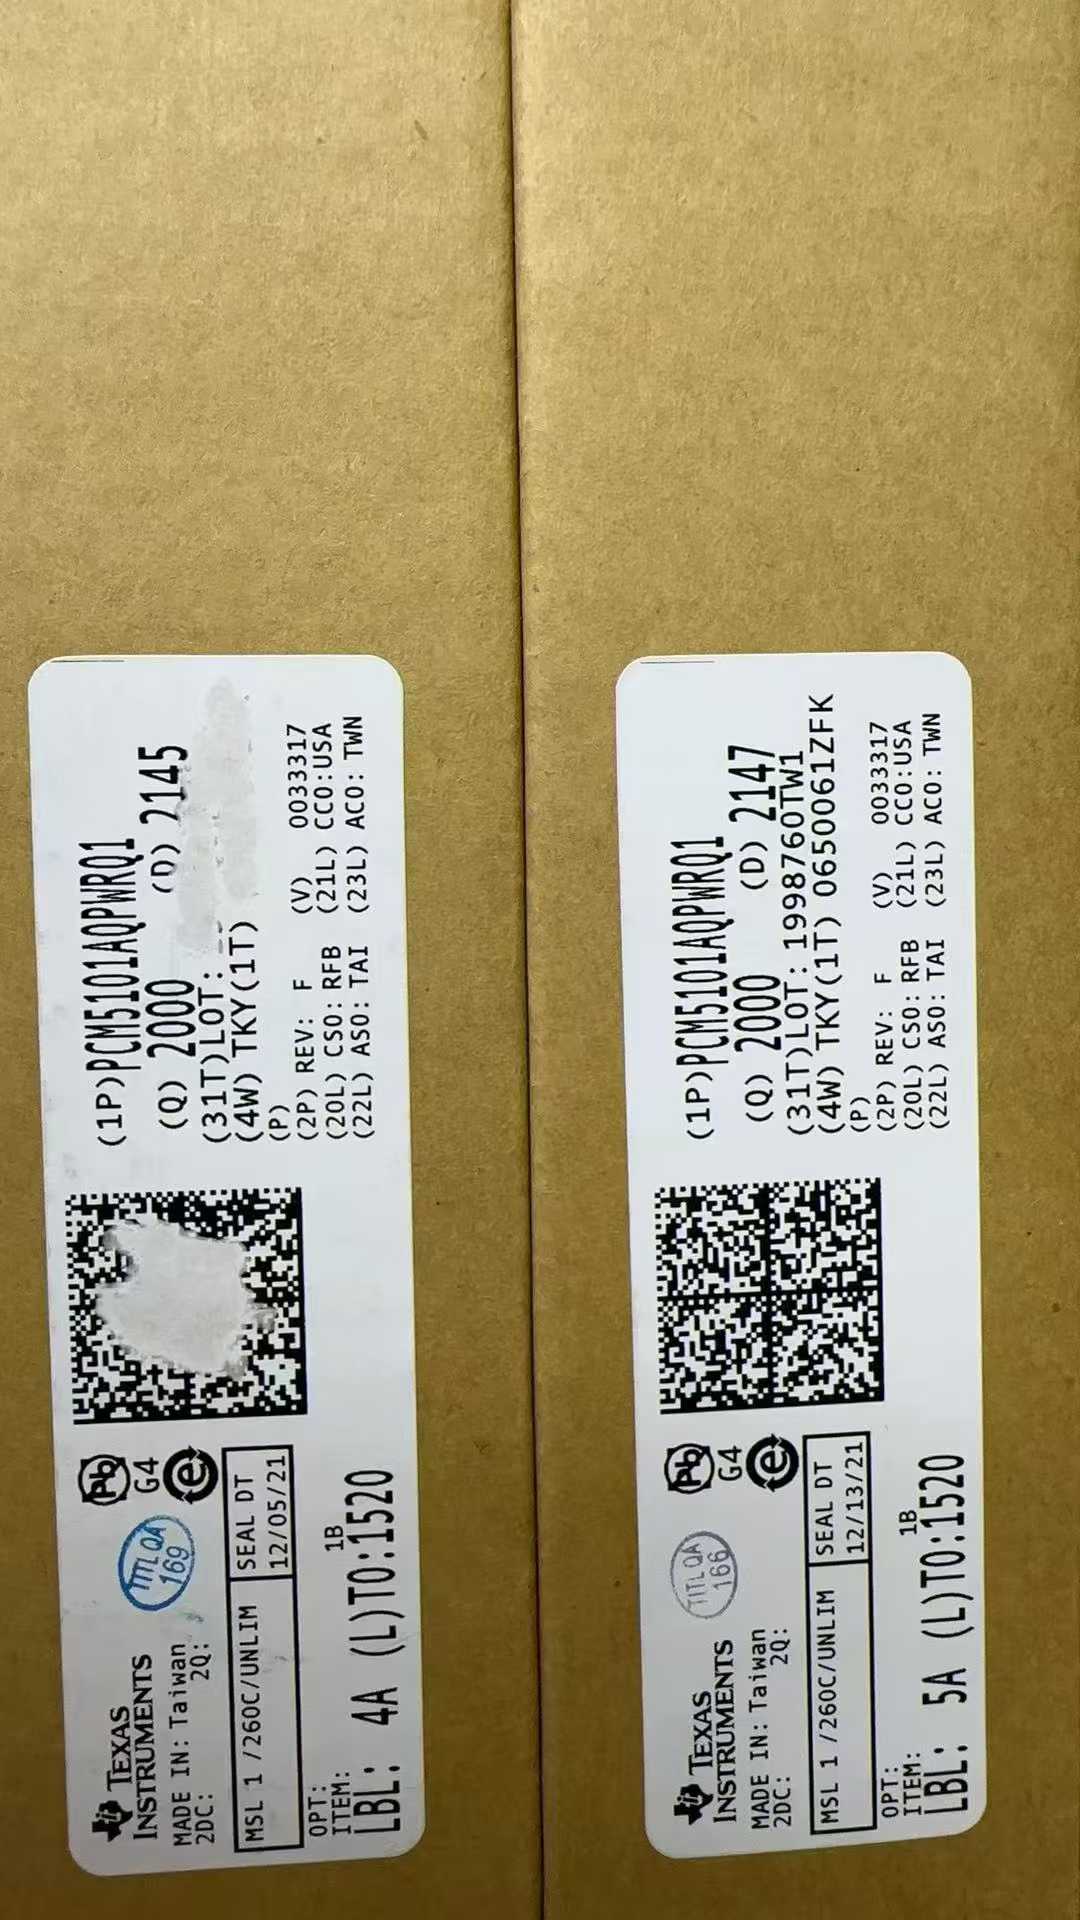 TEXAS
INSTRUMENTS
MADE IN: Taiwan
2DC: 2Q:
TITL QA
169
Pb
G4
e
MSL 1 /260C/UNLIM
SEAL DT
12/05/21
OPT:
ITEM: 1B
LBL: 4A (L)TO:1520
(1P)PCM5101AQPWRQ1
(Q) 2000 (D) 2145
(31T)LOT:
(4W) TKY(1T)
(P)
(2P) REV: F (V) 0033317
(20L) CSO: RFB (21L) CCO:USA
(22L) ASO: TAI (23L) ACO: TWN
TEXAS
INSTRUMENTS
MADE IN: Taiwan
2DC: 2Q:
TITL QA
166
Pb
G4
e
MSL 1 /260C/UNLIM
SEAL DT
12/13/21
OPT:
ITEM: 1B
LBL: 5A (L)TO:1520
(1P)PCM5101AQPWRQ1
(Q) 2000 (D) 2147
(31T)LOT: 1998760TW1
(4W) TKY(1T) 0650061ZFK
(P)
(2P) REV: F (V) 0033317
(20L) CSO: RFB (21L) CCO:USA
(22L) ASO: TAI (23L) ACO: TWN